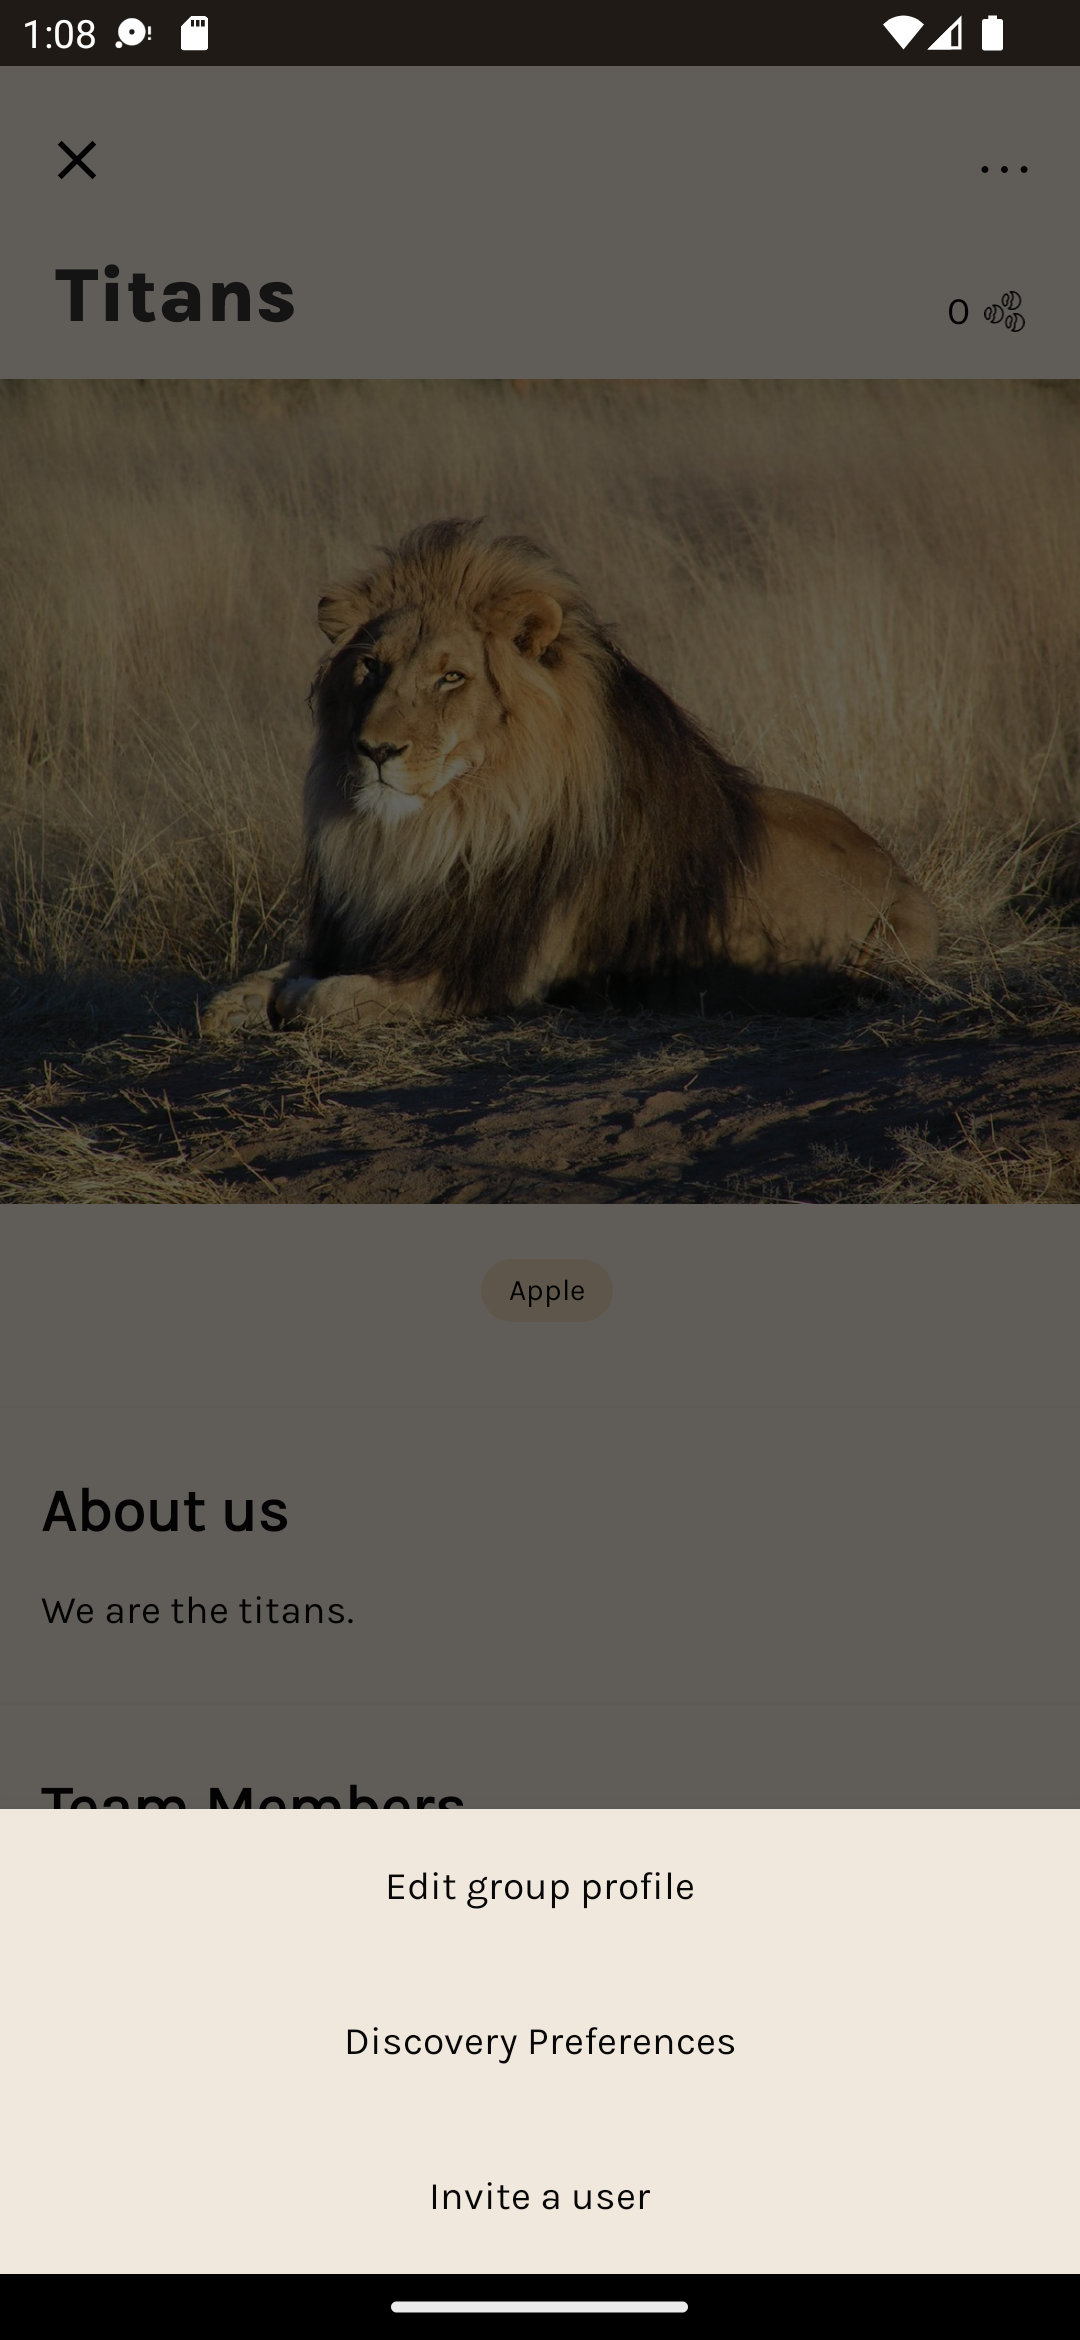 1:08
Titans
0
Apple
About us
We are the titans.
Team Members
Edit group profile
Discovery Preferences
Invite a user